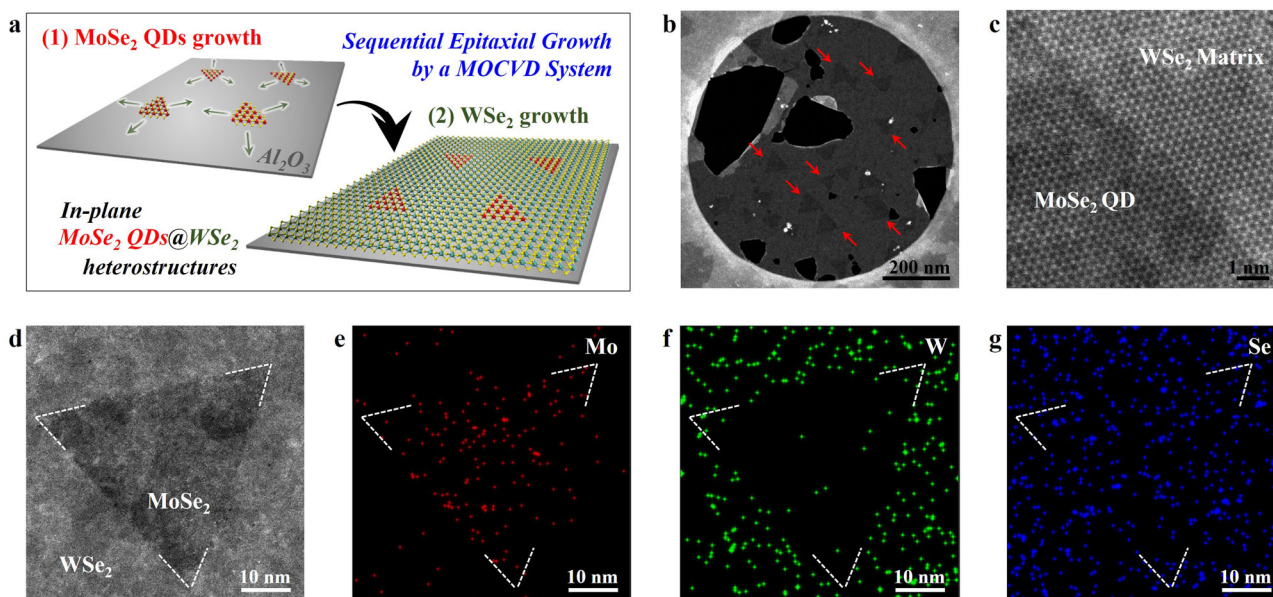 a
(1) MoSe₂ QDs growth
Sequential Epitaxial Growth
by a MOCVD System
(2) WSe₂ growth
Al₂O₃
In-plane
MoSe₂ QDs@WSe₂
heterostructures
b
200 nm
c
WSe₂ Matrix
MoSe₂ QD
1 nm
d
MoSe₂
WSe₂
10 nm
e
Mo
10 nm
f
W
10 nm
g
Se
10 nm